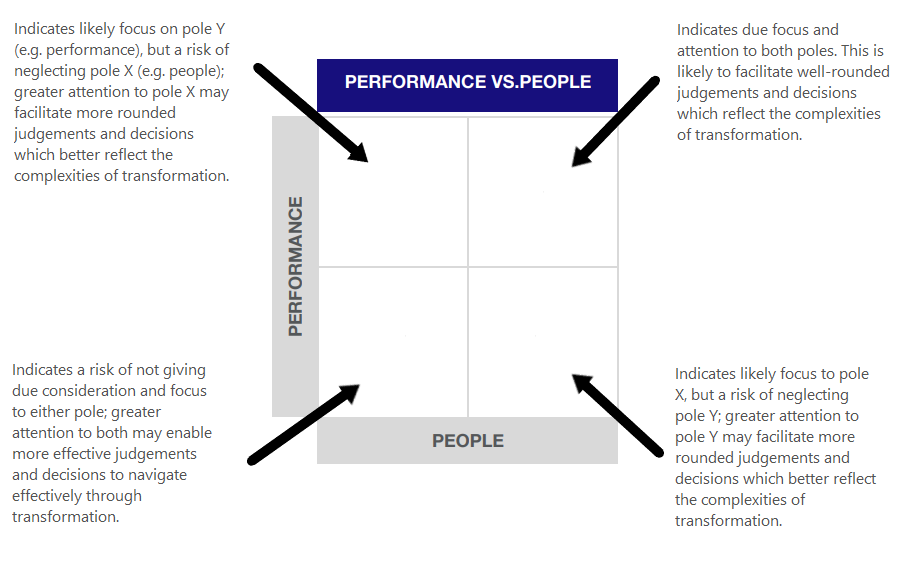 Indicates likely focus on pole Y
(e.g. performance), but a risk of
neglecting pole X (e.g. people);
greater attention to pole X may
facilitate more rounded
judgements and decisions
which better reflect the
complexities of transformation.
PERFORMANCE VS.PEOPLE
Indicates due focus and
attention to both poles. This is
likely to facilitate well-rounded
judgements and decisions
which reflect the complexities
of transformation.
PERFORMANCE
Indicates a risk of not giving
due consideration and focus
to either pole; greater
attention to both may enable
more effective judgements
and decisions to navigate
effectively through
transformation.
PEOPLE
Indicates likely focus to pole
X, but a risk of neglecting
pole Y; greater attention to
pole Y may facilitate more
rounded judgements and
decisions which better reflect
the complexities of
transformation.